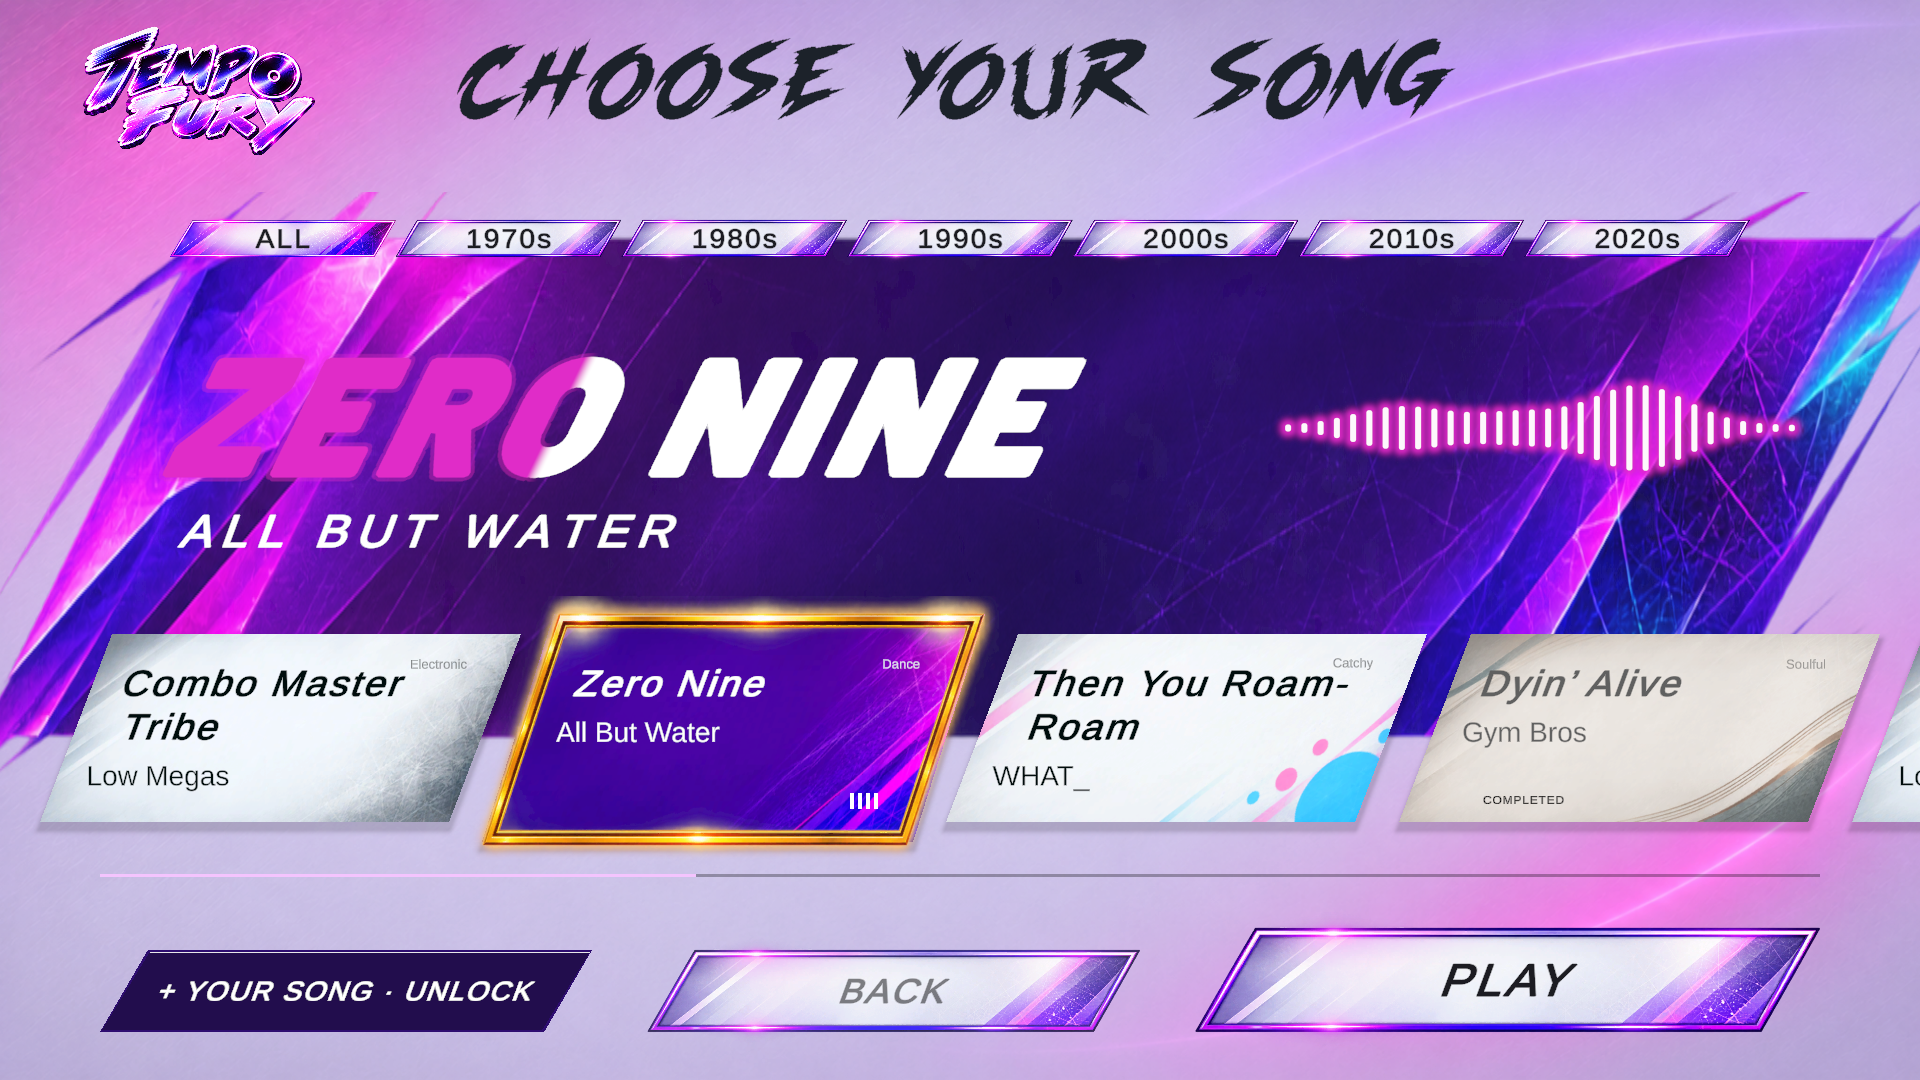 TEMPO
FURY
CHOOSE YOUR SONG
ALL
1970s
1980s
1990s
2000s
2010s
2020s
ZERO NINE
ALL BUT WATER
Combo Master
Tribe
Electronic
Low Megas
Zero Nine
Dance
All But Water
Then You Roam-
Roam
Catchy
WHAT_
Dyin’ Alive
Soulful
Gym Bros
COMPLETED
+ YOUR SONG · UNLOCK
BACK
PLAY